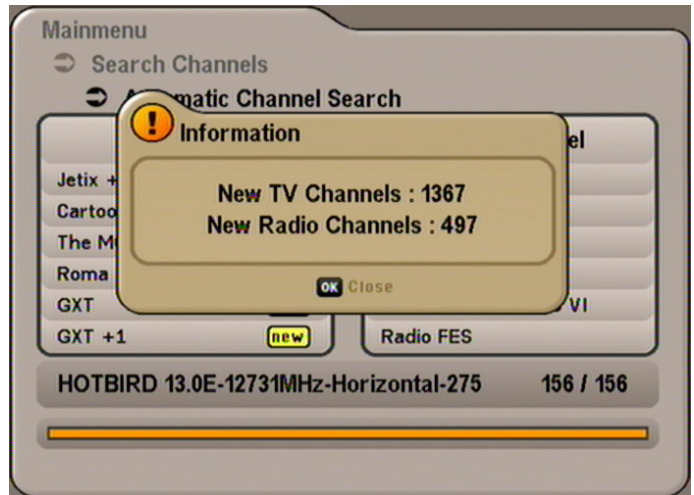 Mainmenu
Search Channels
Automatic Channel Search
Information
New TV Channels : 1367
New Radio Channels : 497
OK Close
Jetix +
Cartoo
The M
Roma
GXT
GXT +1 new
el
VI
Radio FES
HOTBIRD 13.0E-12731MHz-Horizontal-275 156 / 156